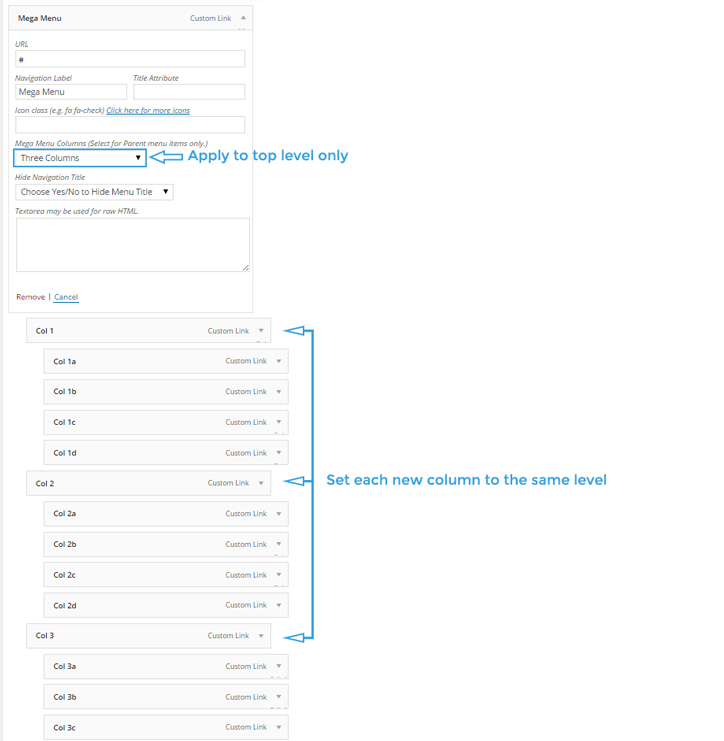 Mega Menu Custom Link
URL
#
Navigation Label Title Attribute
Mega Menu
Icon class (e.g. fa fa-check) Click here for more icons
Mega Menu Columns (Select for Parent menu items only.)
Three Columns Apply to top level only
Hide Navigation Title
Choose Yes/No to Hide Menu Title
Textarea may be used for raw HTML.
Remove | Cancel
Col 1 Custom Link
Col 1a Custom Link
Col 1b Custom Link
Col 1c Custom Link
Col 1d Custom Link
Set each new column to the same level
Col 2 Custom Link
Col 2a Custom Link
Col 2b Custom Link
Col 2c Custom Link
Col 2d Custom Link
Col 3 Custom Link
Col 3a Custom Link
Col 3b Custom Link
Col 3c Custom Link